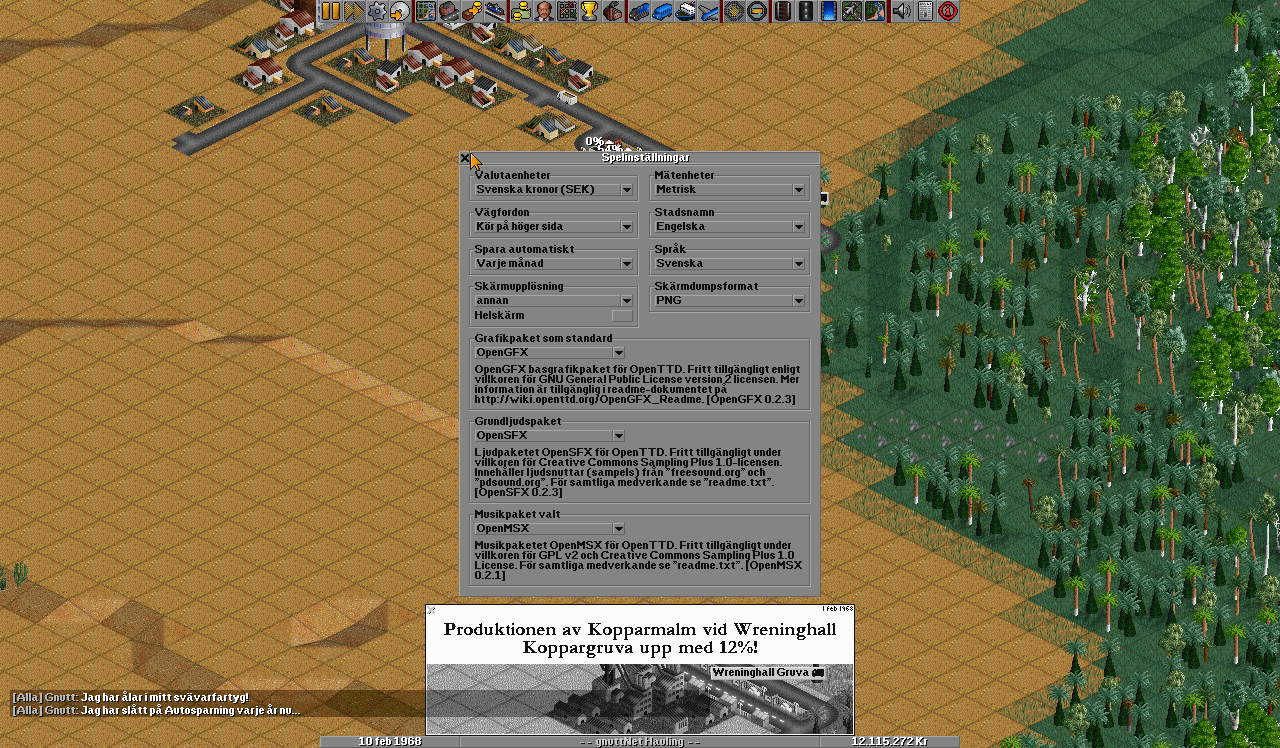 0%
54%
Spelinställningar
Valutaenheter
Svenska kronor (SEK)
Mätenheter
Metrisk
Vägfordon
Kör på höger sida
Stadsnamn
Engelska
Spara automatiskt
Varje månad
Språk
Svenska
Skärmupplösning
annan
Helskärm
Skärmdumpsformat
PNG
Grafikpaket som standard
OpenGFX
OpenGFX basgrafikpaket för OpenTTD. Fritt tillgängligt enligt
villkoren för GNU General Public License version 2 licensen. Mer
information är tillgänglig i readme-dokumentet på
http://wiki.openttd.org/OpenGFX_Readme. [OpenGFX 0.2.3]
Grundljudspaket
OpenSFX
Ljudpaketet OpenSFX för OpenTTD. Fritt tillgängligt under
villkoren för Creative Commons Sampling Plus 1.0-licensen.
Innehåller ljudsnuttar (sampels) från "freesound.org" och
"pdsound.org". För samtliga medverkande se "readme.txt".
[OpenSFX 0.2.3]
Musikpaket valt
OpenMSX
Musikpaketet OpenMSX för OpenTTD. Fritt tillgängligt under
villkoren för GPL v2 och Creative Commons Sampling Plus 1.0
License. För samtliga medverkande se "readme.txt". [OpenMSX
0.2.1]
1 feb 1968
Produktionen av Kopparmalm vid Wreninghall
Koppargruva upp med 12%!
Wreninghall Gruva
[Alla] Gnutt: Jag har ålar i mitt svävarfartyg!
[Alla] Gnutt: Jag har slått på Autosparning varje år nu...
10 feb 1968
-- gnuttNet Hauling --
12.115.272 Kr